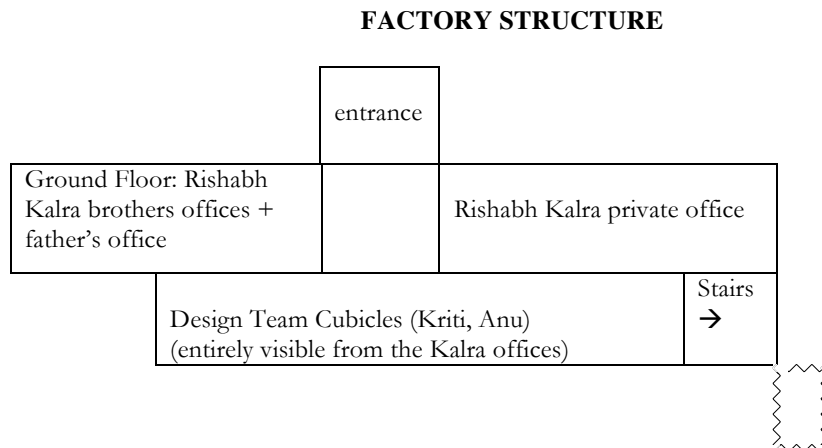 FACTORY STRUCTURE
entrance
Ground Floor: Rishabh
Kalra brothers offices +
father's office
Rishabh Kalra private office
Stairs
→
Design Team Cubicles (Kriti, Anu)
(entirely visible from the Kalra offices)